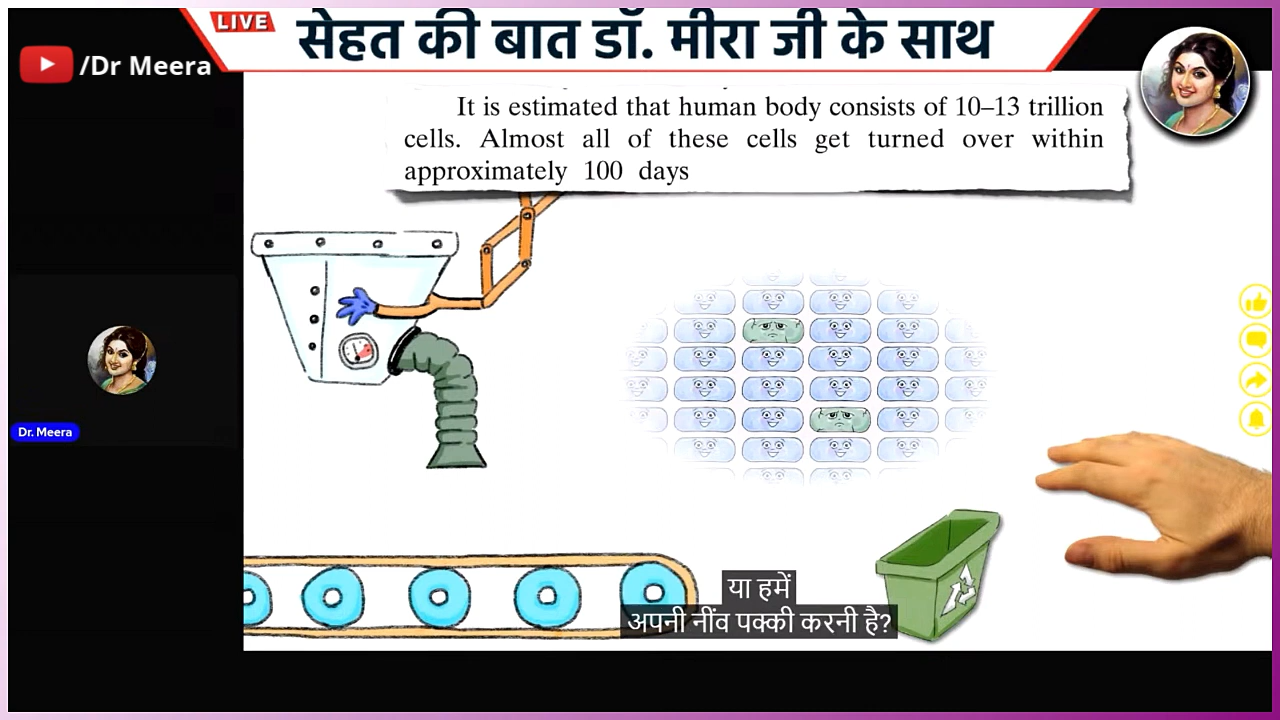 LIVE
सेहत की बात डॉ. मीरा जी के साथ
/Dr Meera
It is estimated that human body consists of 10–13 trillion
cells. Almost all of these cells get turned over within
approximately 100 days
Dr. Meera
या हमें
अपनी नींव पक्की करनी है?